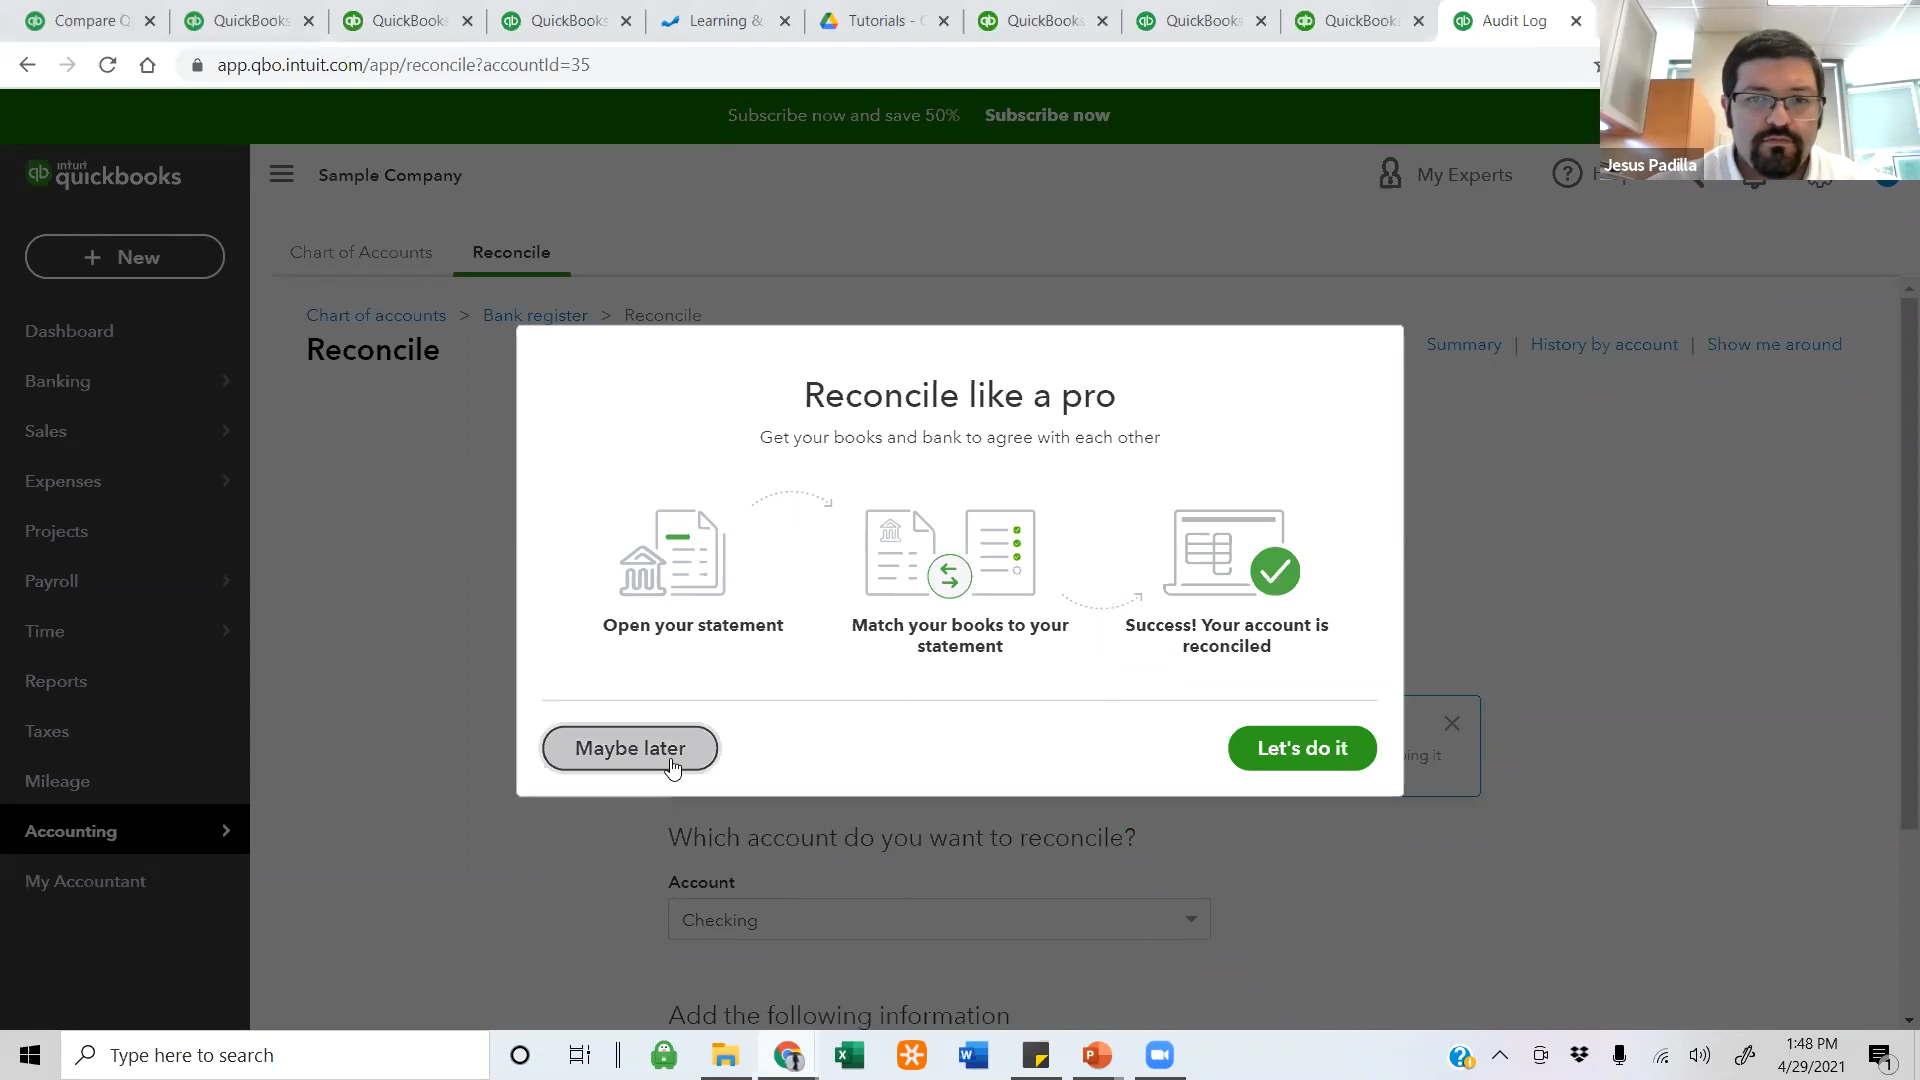 Compare Q
QuickBooks
QuickBooks
QuickBooks
Learning &
Tutorials -
QuickBooks
QuickBooks
QuickBooks
Audit Log
app.qbo.intuit.com/app/reconcile?accountId=35
Subscribe now and save 50% Subscribe now
Jesus Padilla
intuit
quickbooks
Sample Company
My Experts
+ New
Chart of Accounts
Reconcile
Chart of accounts > Bank register > Reconcile
Reconcile
Summary | History by account | Show me around
Dashboard
Banking
Sales
Expenses
Projects
Payroll
Time
Reports
Taxes
Mileage
Accounting
My Accountant
Reconcile like a pro
Get your books and bank to agree with each other
Open your statement
Match your books to your
statement
Success! Your account is
reconciled
Maybe later
Let's do it
ing it
Which account do you want to reconcile?
Account
Checking
Add the following information
Type here to search
1:48 PM
4/29/2021
1